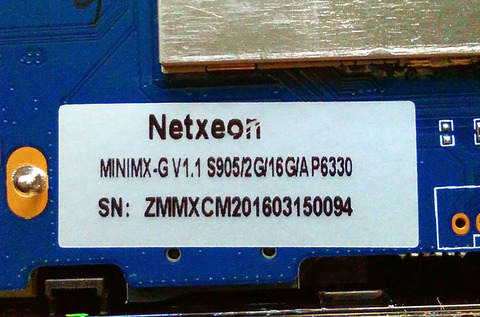 Netxeon
MINIMX-G V1.1 S905/2G/16G/AP6330
SN: ZMMXCM201603150094